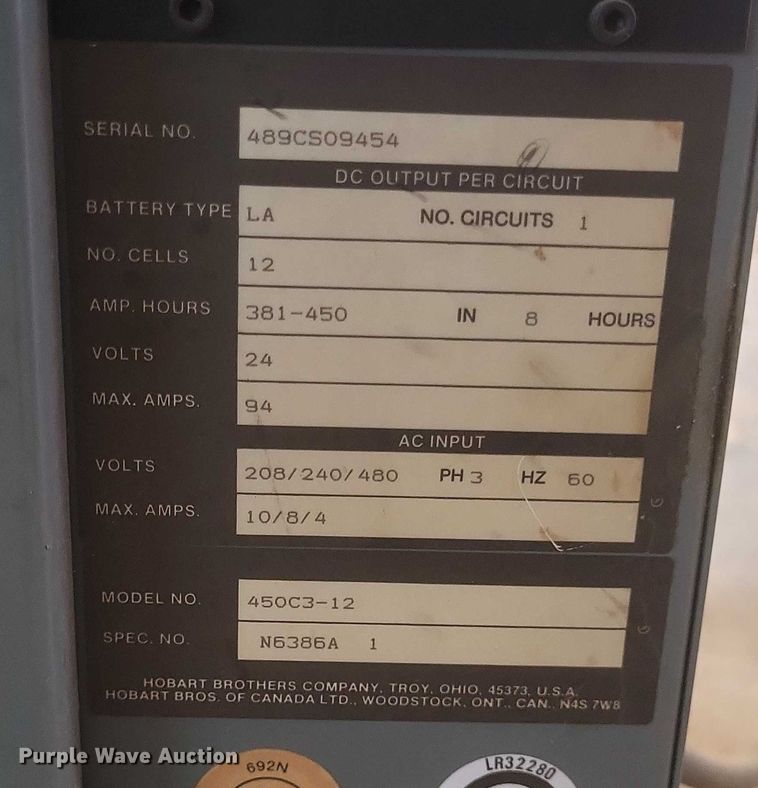 SERIAL NO. 489CS09454
DC OUTPUT PER CIRCUIT
BATTERY TYPE LA NO. CIRCUITS 1
NO. CELLS 12
AMP. HOURS 381-450 IN 8 HOURS
VOLTS 24
MAX. AMPS. 94
AC INPUT
VOLTS 208/240/480 PH 3 HZ 60
MAX. AMPS. 10/8/4
MODEL NO. 450C3-12
SPEC. NO. N6386A 1
HOBART BROTHERS COMPANY, TROY, OHIO, 45373, U.S.A.
HOBART BROS. OF CANADA LTD., WOODSTOCK, ONT., CAN., N4S 7W8
Purple Wave Auction
692N
LR32280